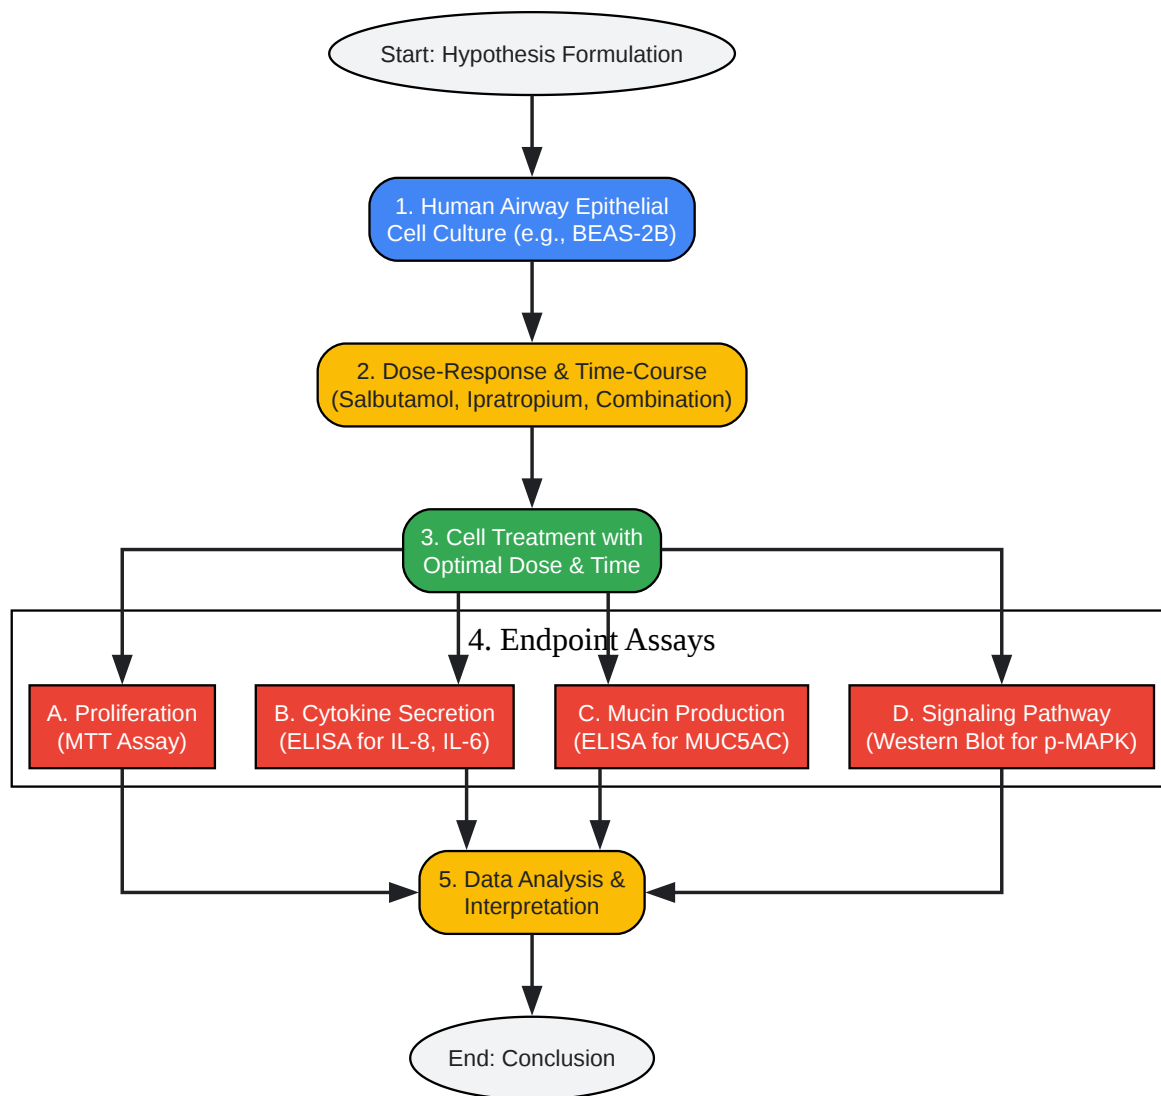 Start: Hypothesis Formulation
1. Human Airway Epithelial
Cell Culture (e.g., BEAS-2B)
2. Dose-Response & Time-Course
(Salbutamol, Ipratropium, Combination)
3. Cell Treatment with
Optimal Dose & Time
4. Endpoint Assays
A. Proliferation
(MTT Assay)
B. Cytokine Secretion
(ELISA for IL-8, IL-6)
C. Mucin Production
(ELISA for MUC5AC)
D. Signaling Pathway
(Western Blot for p-MAPK)
5. Data Analysis &
Interpretation
End: Conclusion